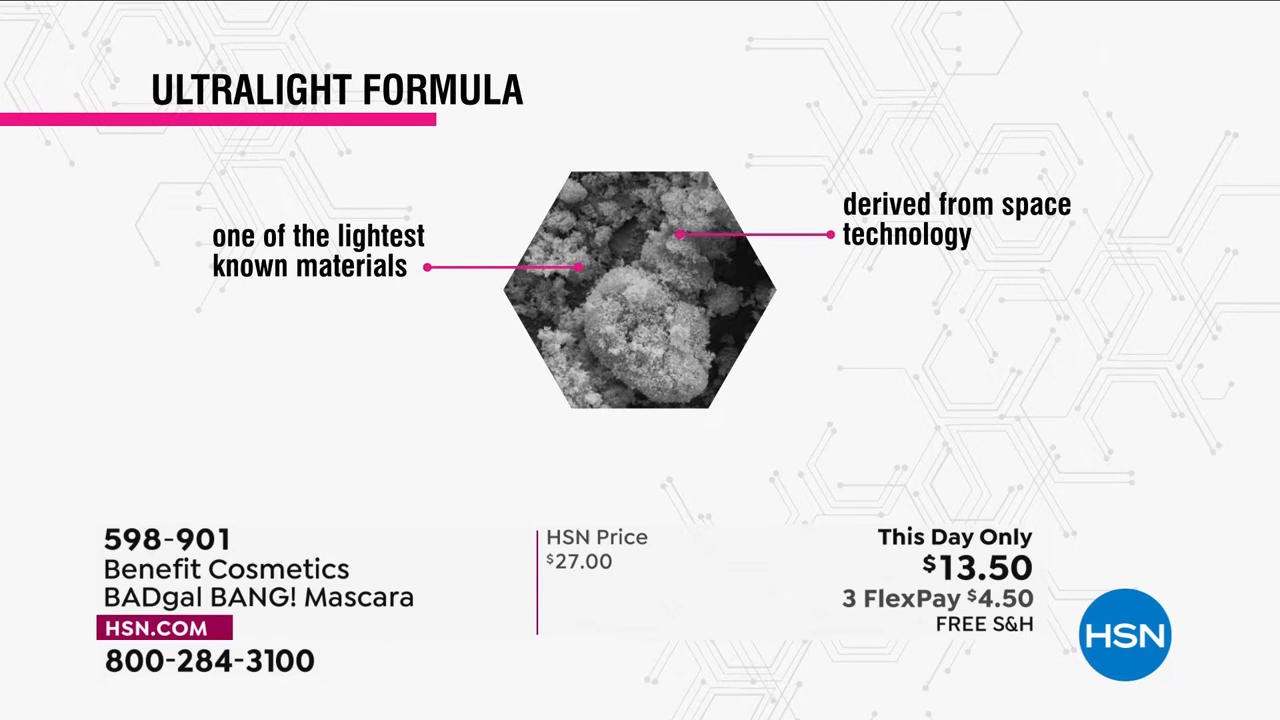 ULTRALIGHT FORMULA
one of the lightest
known materials
derived from space
technology
598-901
Benefit Cosmetics
BADgal BANG! Mascara
HSN.COM
800-284-3100
HSN Price
$27.00
This Day Only
$13.50
3 FlexPay $4.50
FREE S&H
HSN